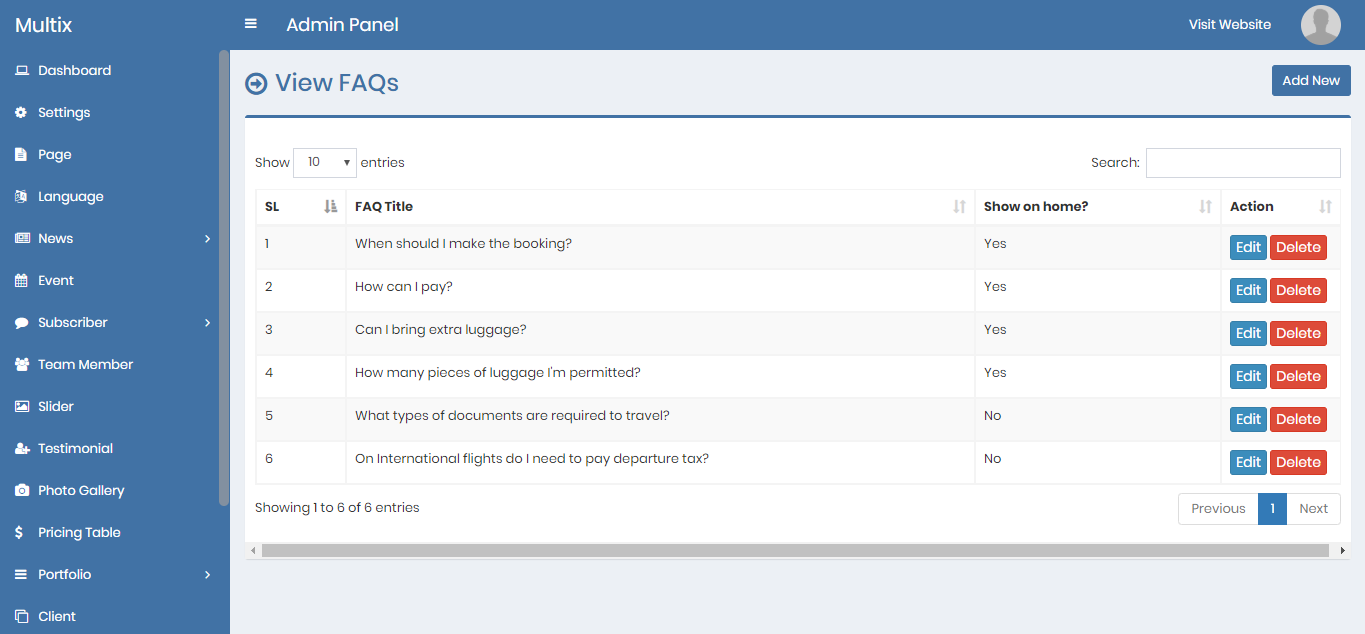 Multix
Admin Panel
Visit Website
Dashboard
Settings
Page
Language
News
Event
Subscriber
Team Member
Slider
Testimonial
Photo Gallery
Pricing Table
Portfolio
Client
View FAQs
Add New
Show 10 entries
Search:
SL FAQ Title Show on home? Action
1 When should I make the booking? Yes Edit Delete
2 How can I pay? Yes Edit Delete
3 Can I bring extra luggage? Yes Edit Delete
4 How many pieces of luggage I'm permitted? Yes Edit Delete
5 What types of documents are required to travel? No Edit Delete
6 On International flights do I need to pay departure tax? No Edit Delete
Showing 1 to 6 of 6 entries
Previous 1 Next